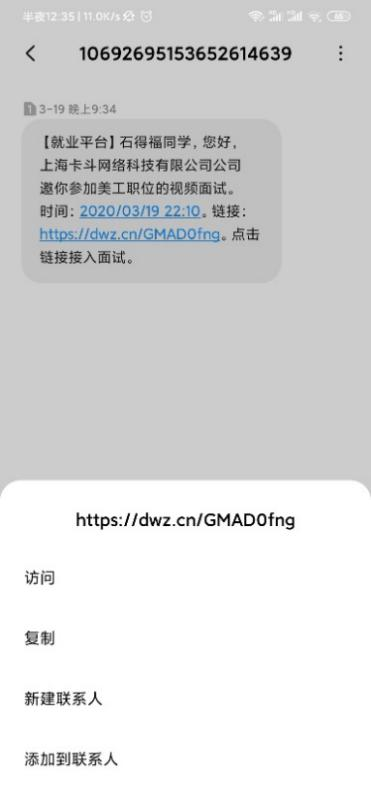 半夜12:35 | 11.0K/s
10692695153652614639
1 3-19 晚上9:34
【就业平台】石得福同学，您好，
上海卡斗网络科技有限公司公司
邀你参加美工职位的视频面试。
时间：2020/03/19 22:10。链接：
https://dwz.cn/GMAD0fng。点击
链接接入面试。
https://dwz.cn/GMAD0fng
访问
复制
新建联系人
添加到联系人